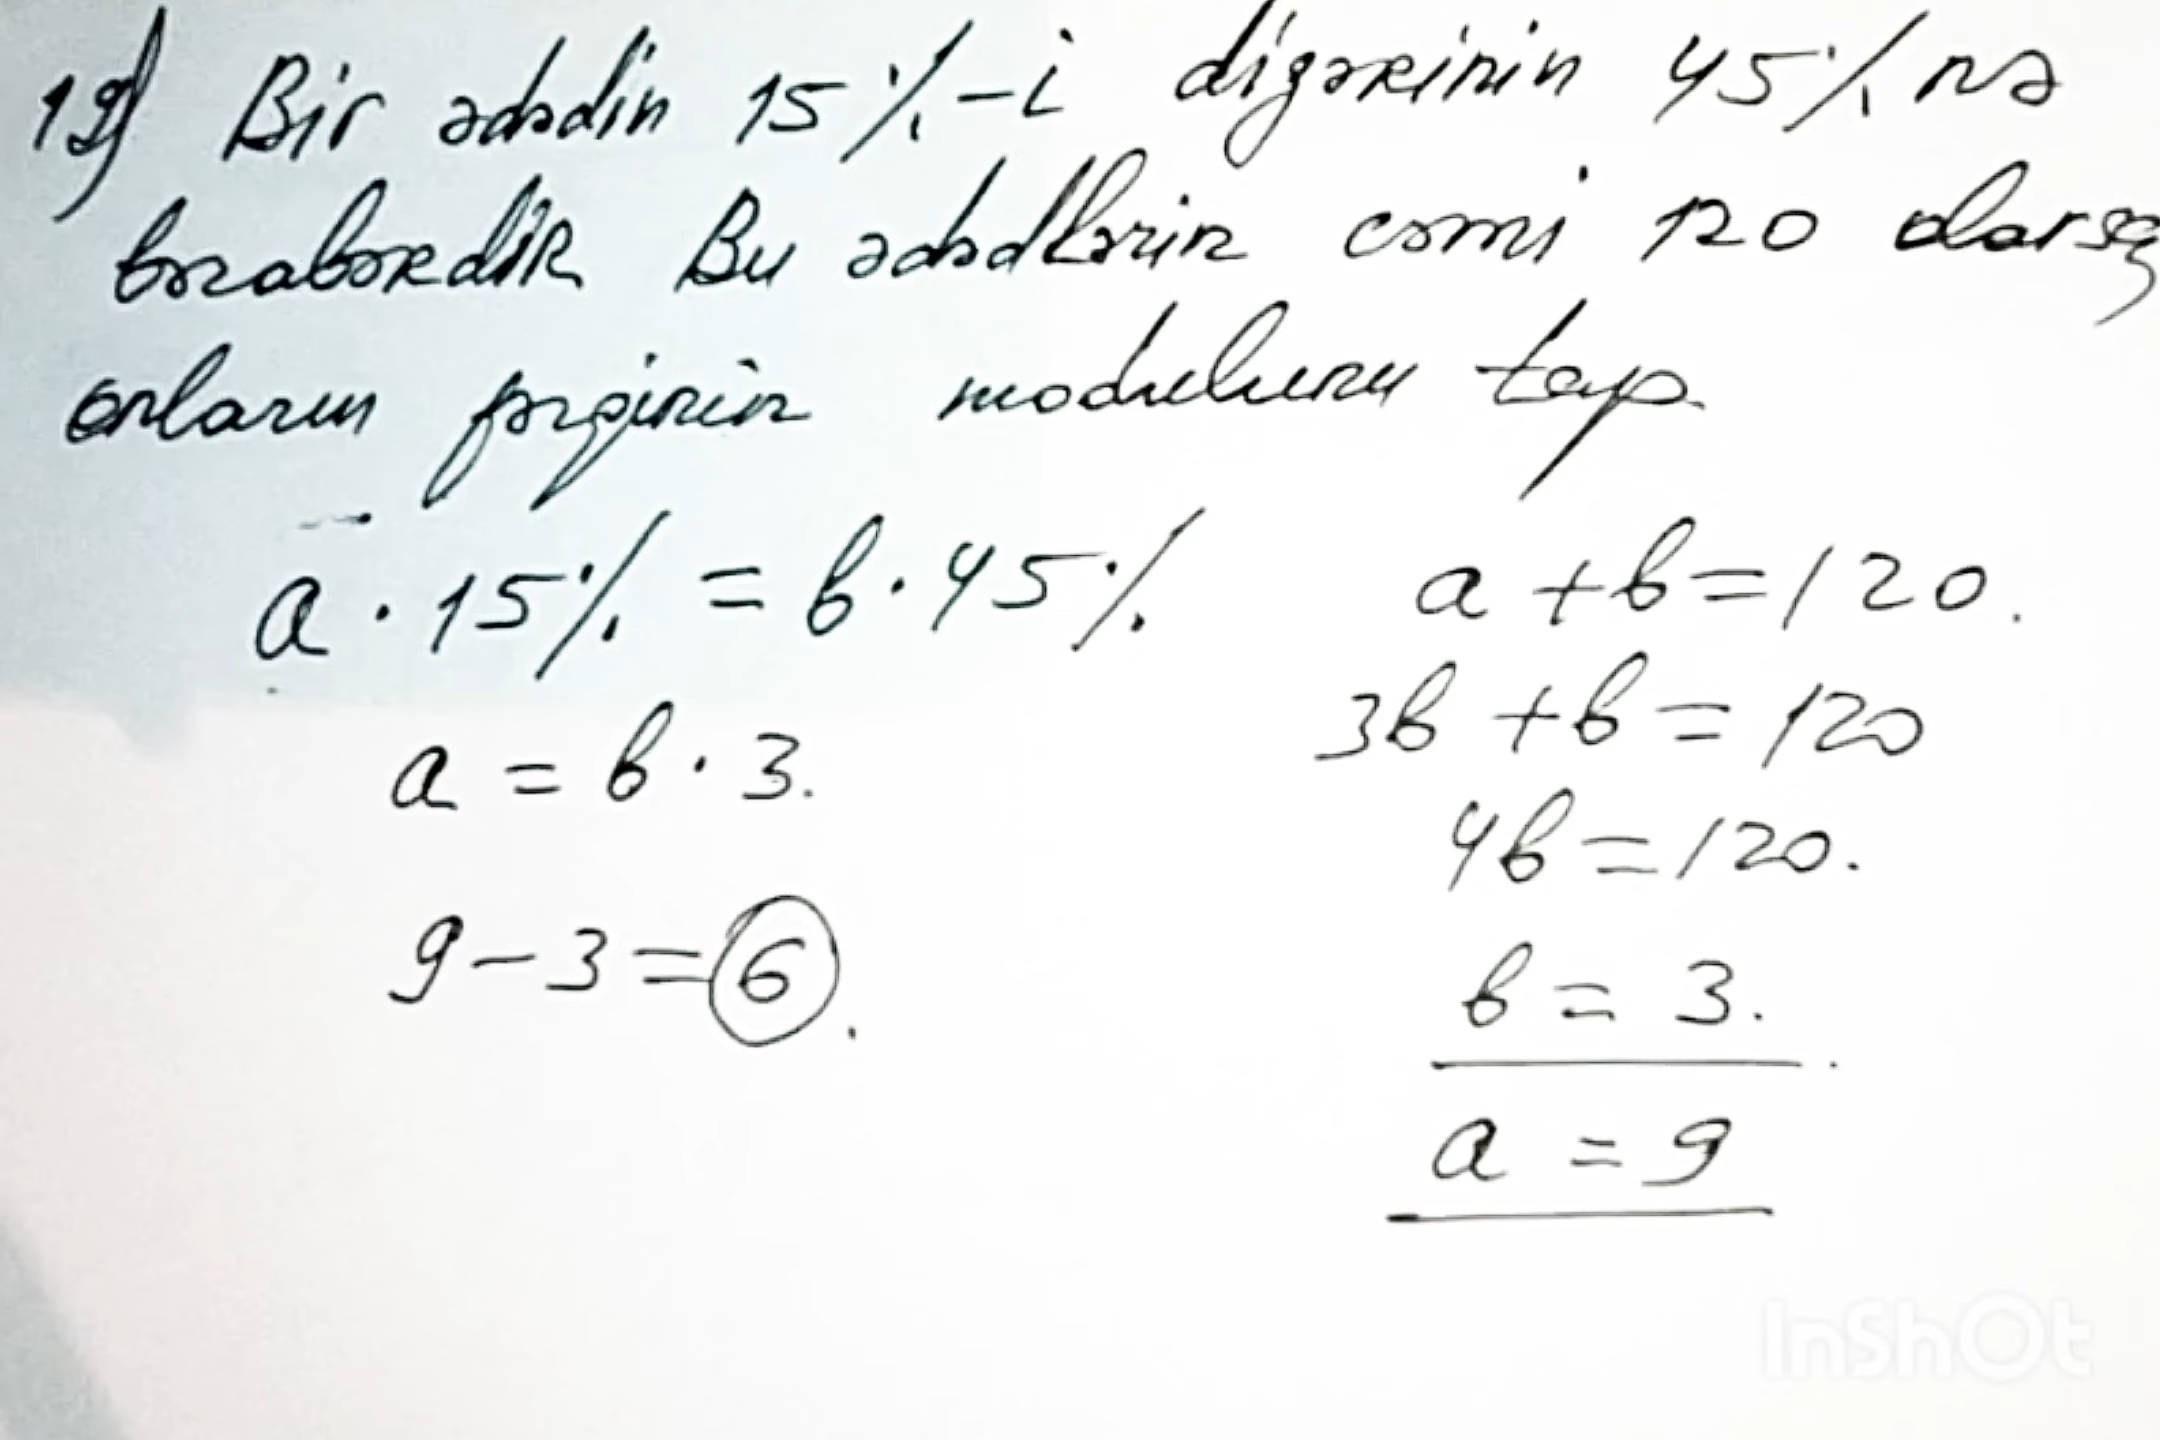 12) Bir ədədin 15%-i digərinin 45%nə
bərabərdir Bu ədədlərin cəmi 120 olarsa,
onların fərqinin modulunu tap.
a · 15% = b · 45%
a = b · 3.
9 - 3 = 6.
a + b = 120.
3b + b = 120
4b = 120.
b = 3.
a = 9
InShOt